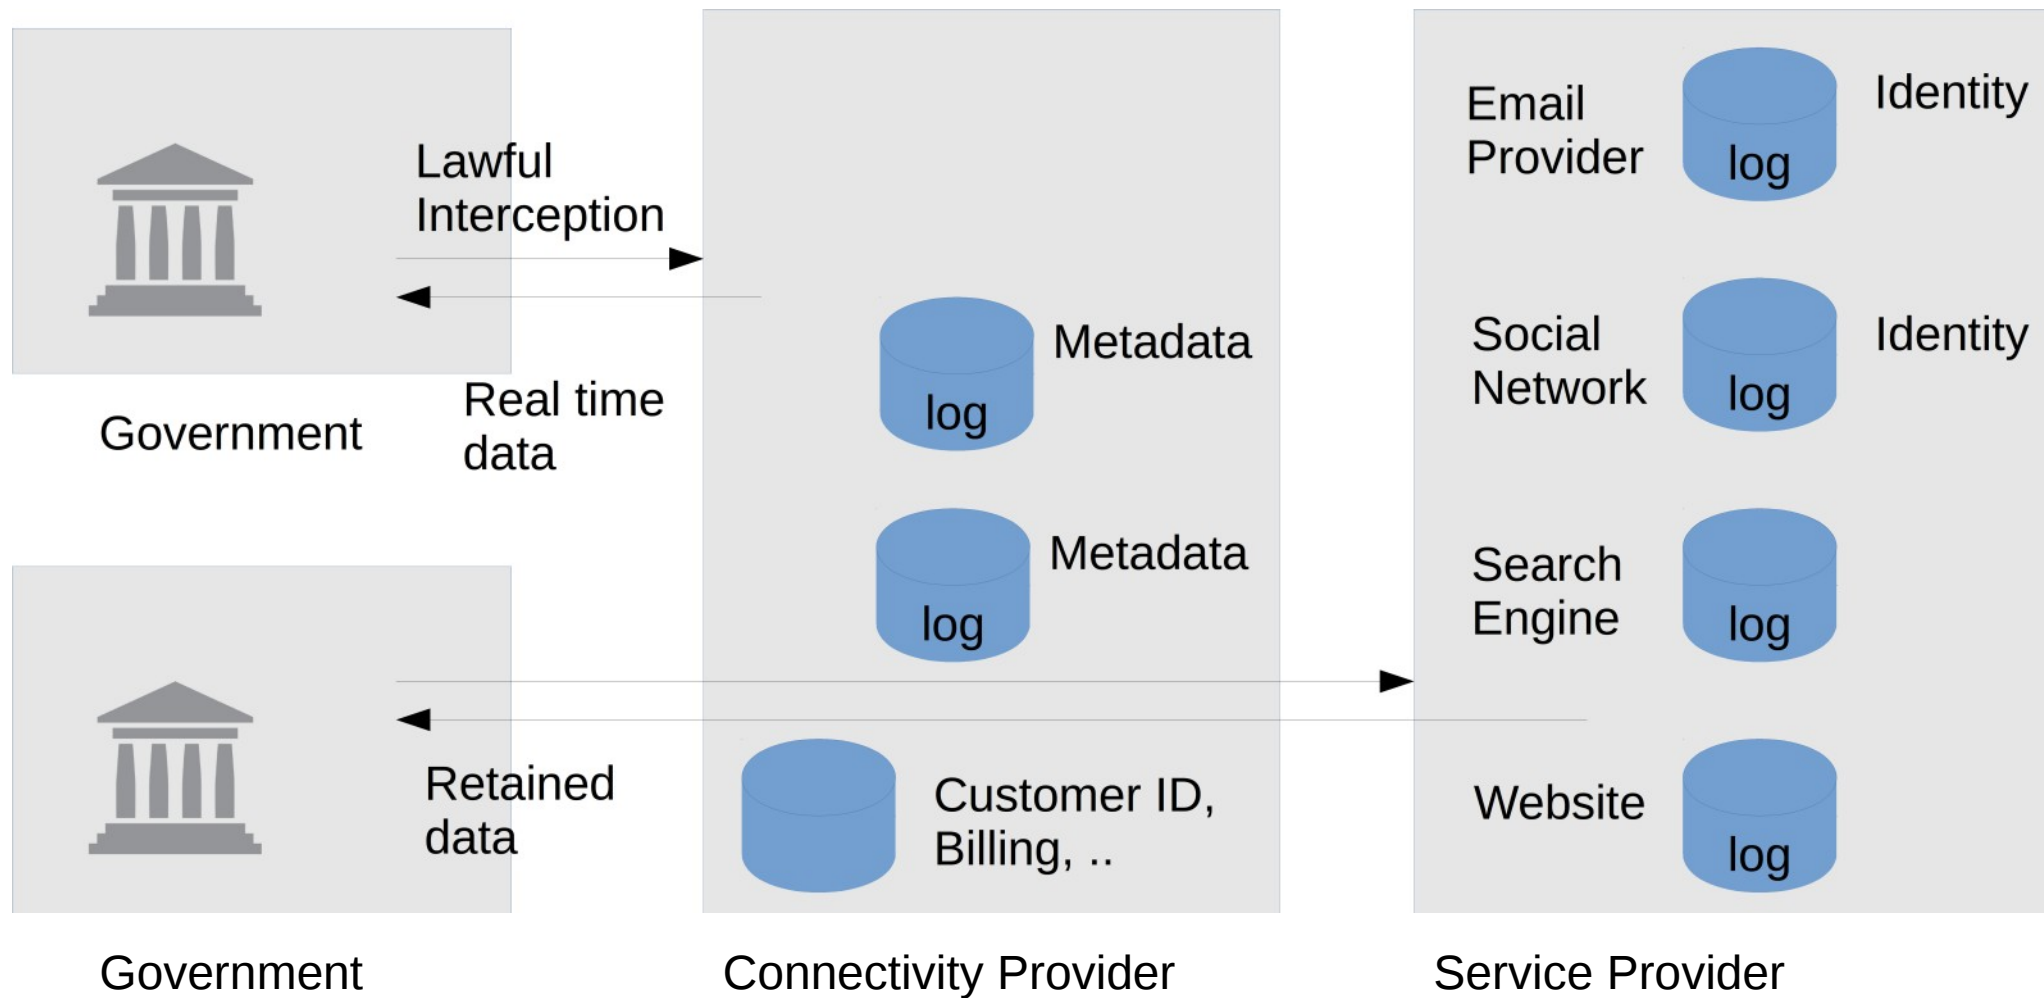 Lawful
Interception
Real time
data
Government
Retained
data
Government
Metadata
log
Metadata
log
Customer ID,
Billing, ..
Connectivity Provider
Email
Provider
log
Identity
Social
Network
log
Identity
Search
Engine
log
Website
log
Service Provider